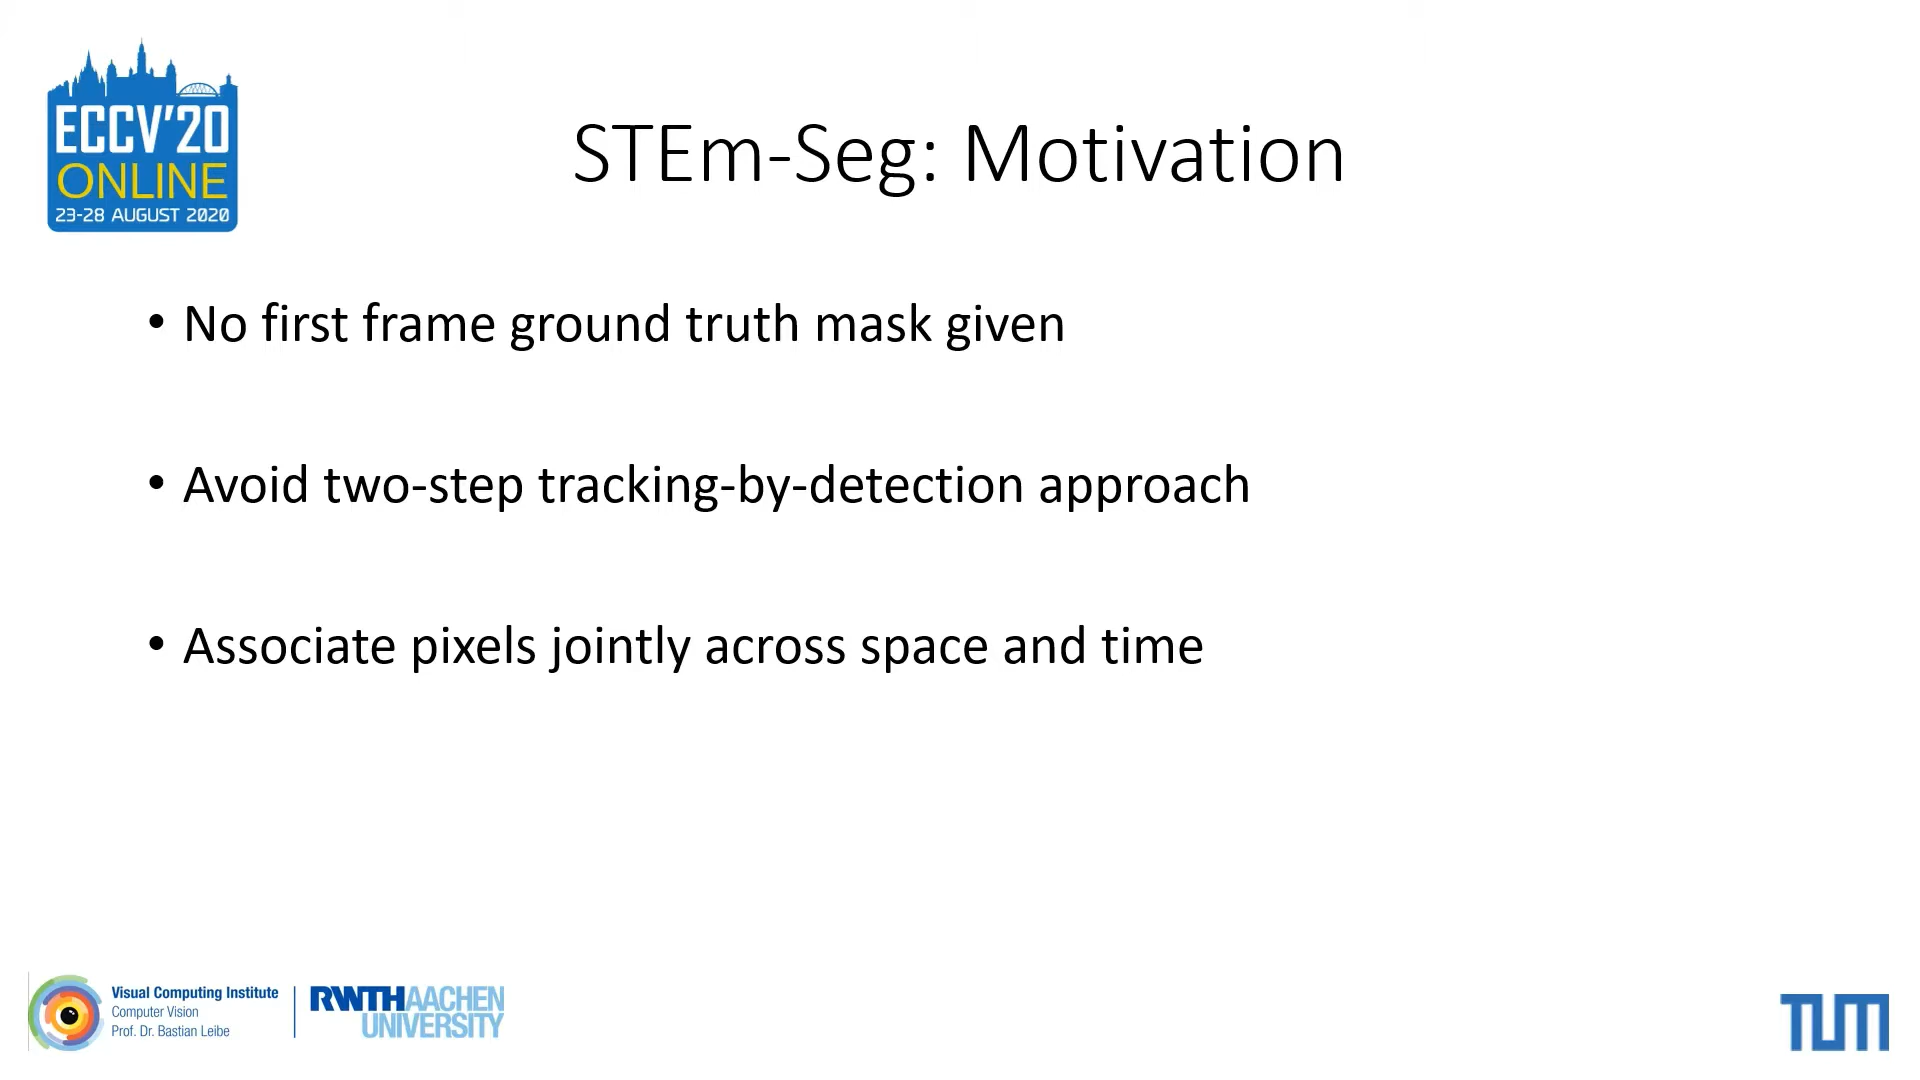 ECCV'20
ONLINE
23-28 AUGUST 2020
STEm-Seg: Motivation
• No first frame ground truth mask given
• Avoid two-step tracking-by-detection approach
• Associate pixels jointly across space and time
Visual Computing Institute
Computer Vision
Prof. Dr. Bastian Leibe
RWTHAACHEN
UNIVERSITY
TUM